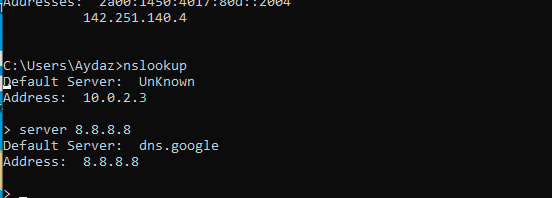 Addresses:  2a00:1450:4017:80d::2004
          142.251.140.4
C:\Users\Aydaz>nslookup
Default Server:  UnKnown
Address:  10.0.2.3
> server 8.8.8.8
Default Server:  dns.google
Address:  8.8.8.8
> _